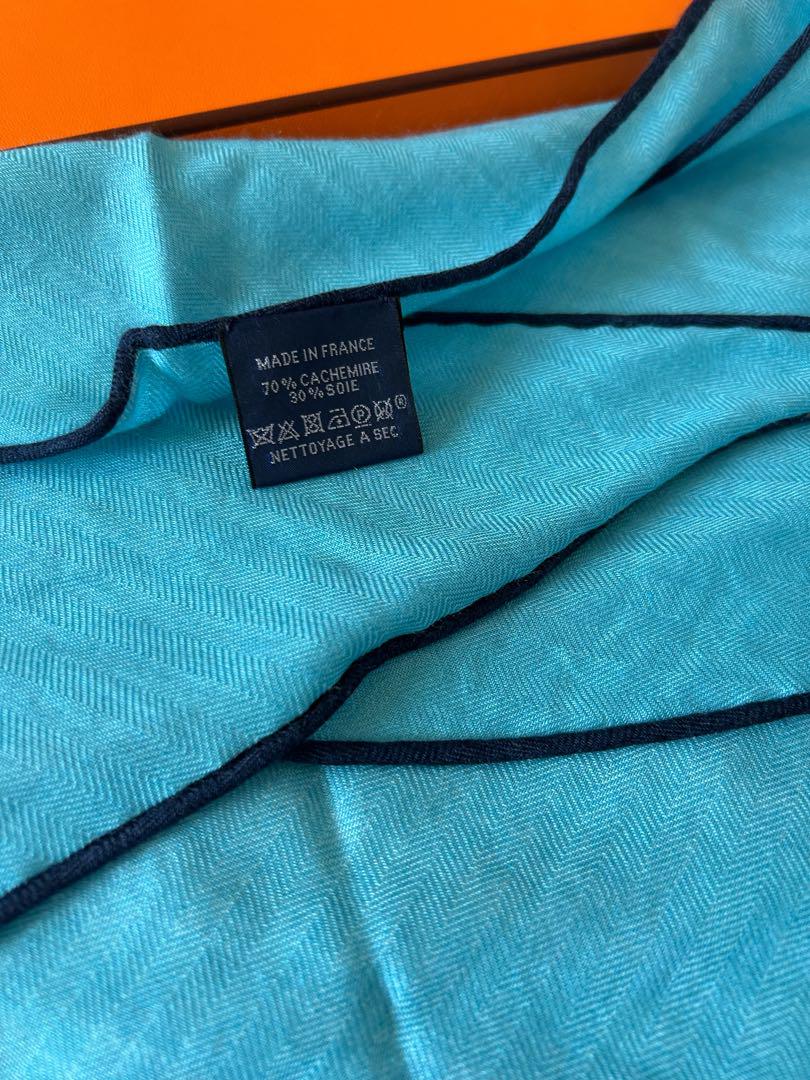 MADE IN FRANCE
70% CACHEMIRE
30% SOIE
P ®
NETTOYAGE A SEC